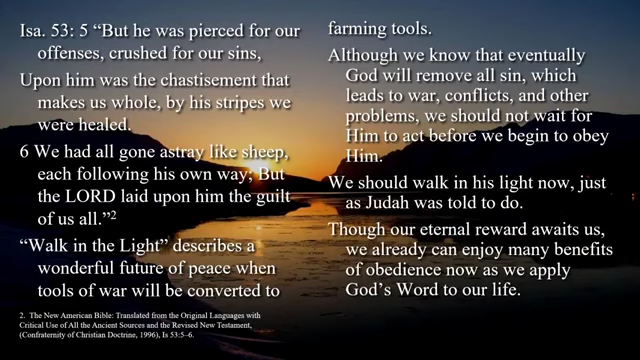 Isa. 53: 5 “But he was pierced for our
offenses, crushed for our sins,
Upon him was the chastisement that
makes us whole, by his stripes we
were healed.
6 We had all gone astray like sheep,
each following his own way; But
the LORD laid upon him the guilt
of us all.”2
“Walk in the Light” describes a
wonderful future of peace when
tools of war will be converted to
2. The New American Bible: Translated from the Original Languages with
Critical Use of All the Ancient Sources and the Revised New Testament,
(Confraternity of Christian Doctrine, 1996), Is 53:5–6.
farming tools.
Although we know that eventually
God will remove all sin, which
leads to war, conflicts, and other
problems, we should not wait for
Him to act before we begin to obey
Him.
We should walk in his light now, just
as Judah was told to do.
Though our eternal reward awaits us,
we already can enjoy many benefits
of obedience now as we apply
God’s Word to our life.